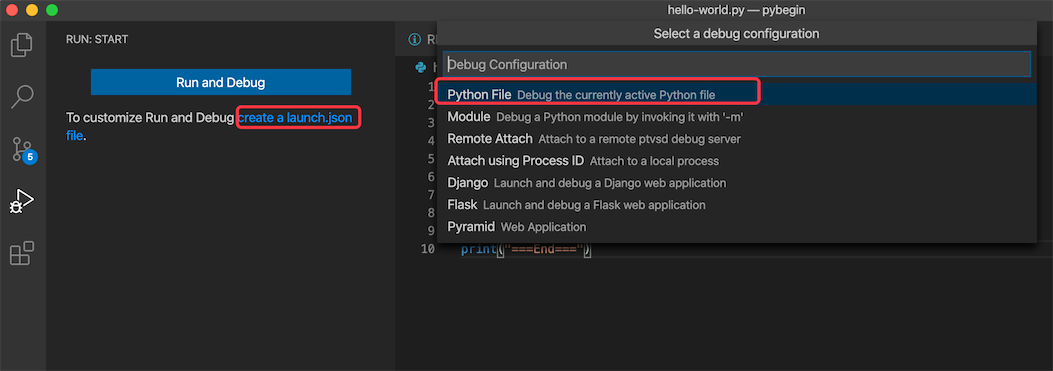 hello-world.py — pybegin
RUN: START
Run and Debug
To customize Run and Debug create a launch.json
file.
Select a debug configuration
Debug Configuration
Python File Debug the currently active Python file
Module Debug a Python module by invoking it with '-m'
Remote Attach Attach to a remote ptvsd debug server
Attach using Process ID Attach to a local process
Django Launch and debug a Django web application
Flask Launch and debug a Flask web application
Pyramid Web Application
5
1
2
3
4
5
6
7
8
9
10 print("===End===")